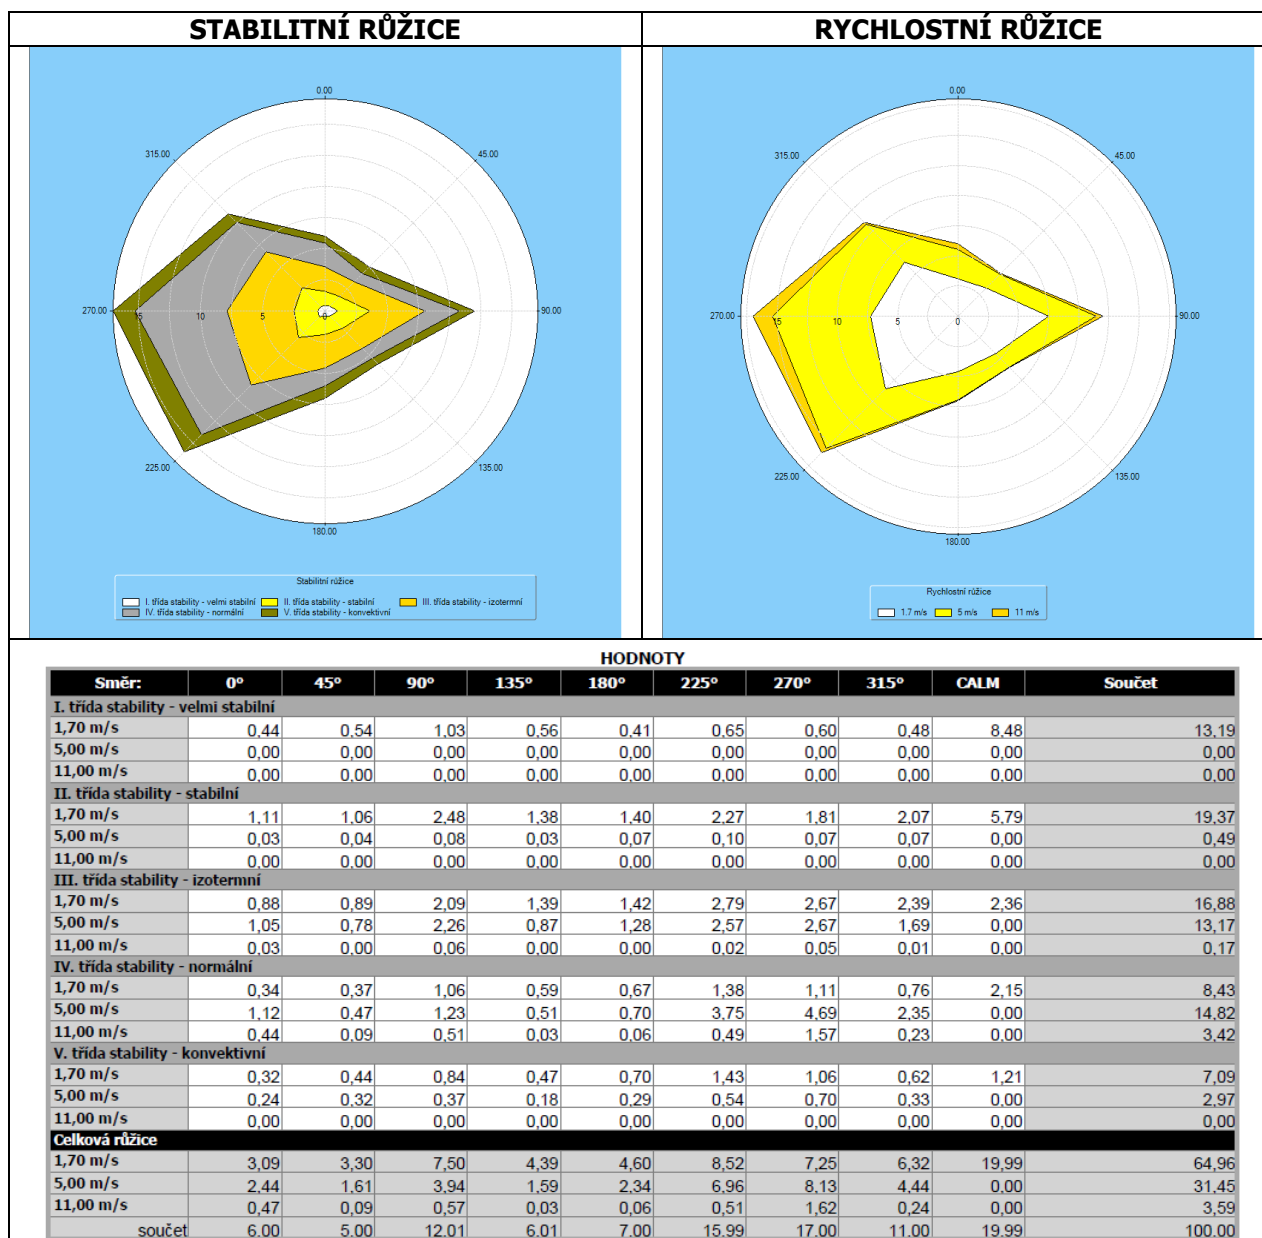 STABILITNÍ RŮŽICE
RYCHLOSTNÍ RŮŽICE
0.00
315.00 45.00
270.00 15 10 5 0 90.00
225.00 135.00
180.00
Stabilitní růžice
I. třída stability - velmi stabilní II. třída stability - stabilní III. třída stability - izotermní
IV. třída stability - normální V. třída stability - konvektivní
0.00
315.00 45.00
270.00 15 10 5 0 90.00
225.00 135.00
180.00
Rychlostní růžice
1.7 m/s 5 m/s 11 m/s
HODNOTY
Směr: 0º 45º 90º 135º 180º 225º 270º 315º CALM Součet
I. třída stability - velmi stabilní
1,70 m/s 0,44 0,54 1,03 0,56 0,41 0,65 0,60 0,48 8,48 13,19
5,00 m/s 0,00 0,00 0,00 0,00 0,00 0,00 0,00 0,00 0,00 0,00
11,00 m/s 0,00 0,00 0,00 0,00 0,00 0,00 0,00 0,00 0,00 0,00
II. třída stability - stabilní
1,70 m/s 1,11 1,06 2,48 1,38 1,40 2,27 1,81 2,07 5,79 19,37
5,00 m/s 0,03 0,04 0,08 0,03 0,07 0,10 0,07 0,07 0,00 0,49
11,00 m/s 0,00 0,00 0,00 0,00 0,00 0,00 0,00 0,00 0,00 0,00
III. třída stability - izotermní
1,70 m/s 0,88 0,89 2,09 1,39 1,42 2,79 2,67 2,39 2,36 16,88
5,00 m/s 1,05 0,78 2,26 0,87 1,28 2,57 2,67 1,69 0,00 13,17
11,00 m/s 0,03 0,00 0,06 0,00 0,00 0,02 0,05 0,01 0,00 0,17
IV. třída stability - normální
1,70 m/s 0,34 0,37 1,06 0,59 0,67 1,38 1,11 0,76 2,15 8,43
5,00 m/s 1,12 0,47 1,23 0,51 0,70 3,75 4,69 2,35 0,00 14,82
11,00 m/s 0,44 0,09 0,51 0,03 0,06 0,49 1,57 0,23 0,00 3,42
V. třída stability - konvektivní
1,70 m/s 0,32 0,44 0,84 0,47 0,70 1,43 1,06 0,62 1,21 7,09
5,00 m/s 0,24 0,32 0,37 0,18 0,29 0,54 0,70 0,33 0,00 2,97
11,00 m/s 0,00 0,00 0,00 0,00 0,00 0,00 0,00 0,00 0,00 0,00
Celková růžice
1,70 m/s 3,09 3,30 7,50 4,39 4,60 8,52 7,25 6,32 19,99 64,96
5,00 m/s 2,44 1,61 3,94 1,59 2,34 6,96 8,13 4,44 0,00 31,45
11,00 m/s 0,47 0,09 0,57 0,03 0,06 0,51 1,62 0,24 0,00 3,59
součet 6,00 5,00 12,01 6,01 7,00 15,99 17,00 11,00 19,99 100,00